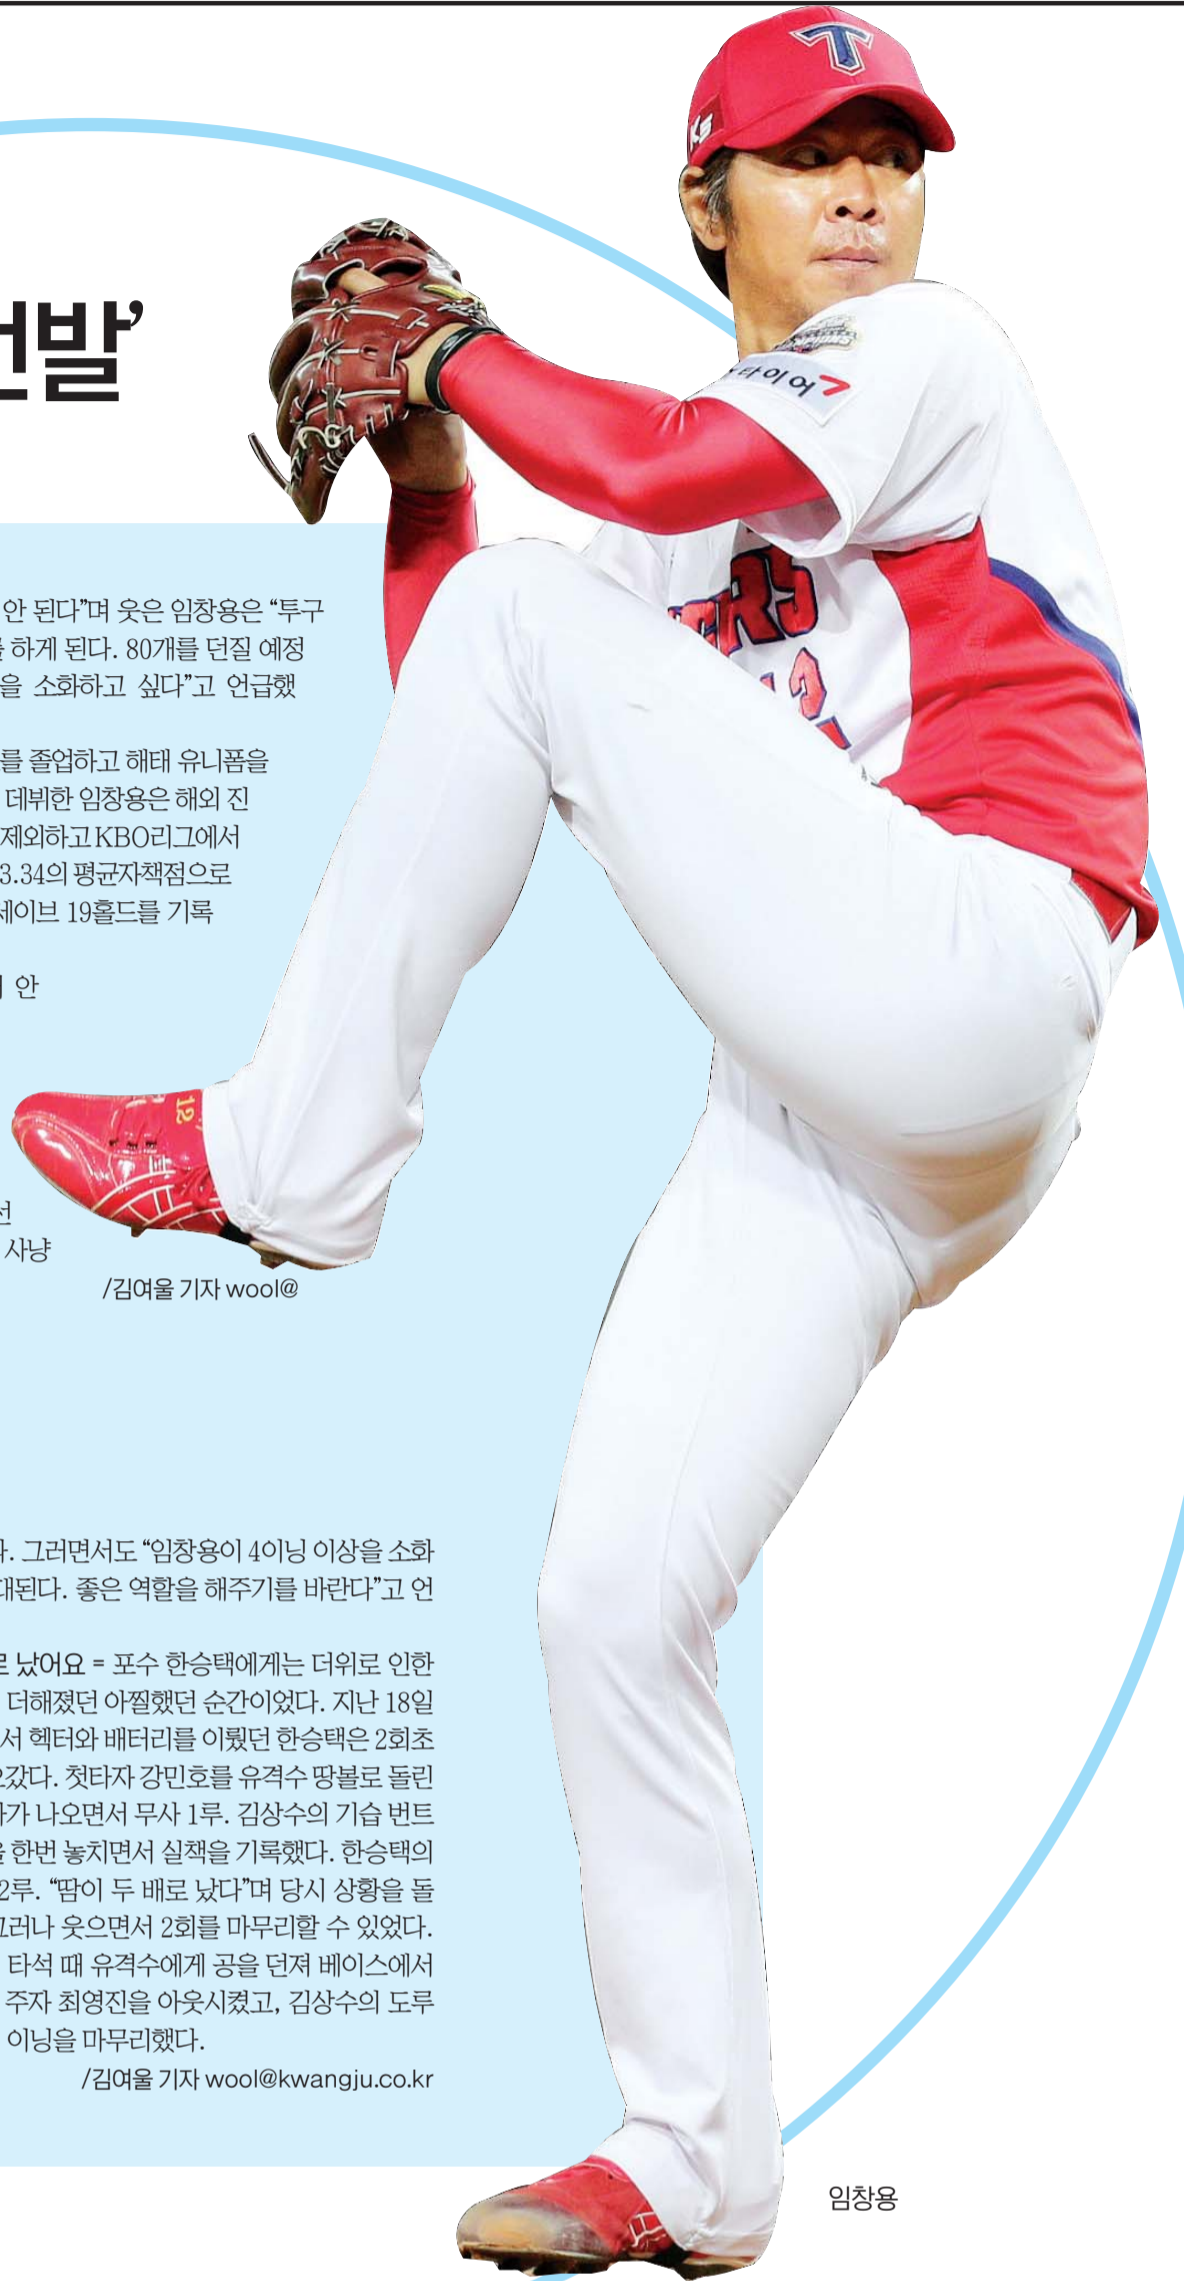 선발’
안 된다”며 웃은 임창용은 “투구
를 하게 된다. 80개를 던질 예정
을 소화하고 싶다”고 언급했
를 졸업하고 해태 유니폼을
데뷔한 임창용은 해외 진
제외하고 KBO리그에서
3.34의 평균자책점으로
세이브 19홀드를 기록
안
선
사냥
/김여울 기자 wool@
다. 그러면서도 “임창용이 4이닝 이상을 소화
대된다. 좋은 역할을 해주기를 바란다”고 언
로 났어요 = 포수 한승택에게는 더위로 인한
더해졌던 아찔했던 순간이었다. 지난 18일
서 헥터와 배터리를 이뤘던 한승택은 2회초
오갔다. 첫타자 강민호를 유격수 땅볼로 돌린
가 나오면서 무사 1루. 김상수의 기습 번트
을 한번 놓치면서 실책을 기록했다. 한승택의
2루. “땀이 두 배로 났다”며 당시 상황을 돌
그러나 웃으면서 2회를 마무리할 수 있었다.
타석 때 유격수에게 공을 던져 베이스에서
주자 최영진을 아웃시켰고, 김상수의 도루
이닝을 마무리했다.
/김여울 기자 wool@kwangju.co.kr
임창용
T
타이어7
ERS
12
12